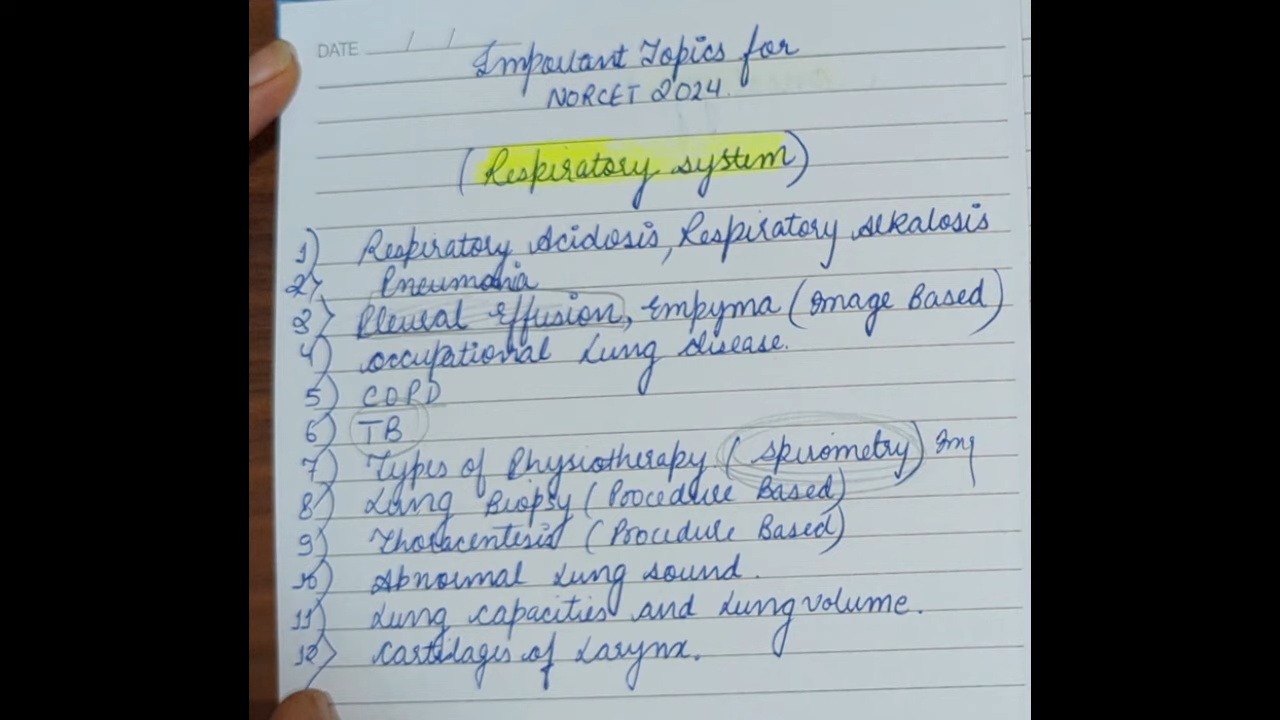 DATE / /
Important Topics for
NORCET 2024.
(Respiratory system)
1) Respiratory Acidosis, Respiratory Alkalosis
2) Pneumonia
3) Pleural Effusion, Empyma (Image Based)
4) occupational Lung disease.
5) COPD
6) TB
7) Types of Physiotherapy (Spirometry) Imq
8) Lung Biopsy (Procedure Based)
9) Thoracentesis (Procedure Based)
10) Abnormal Lung sound.
11) Lung capacities and Lung volume.
12) Cartilages of Larynx.